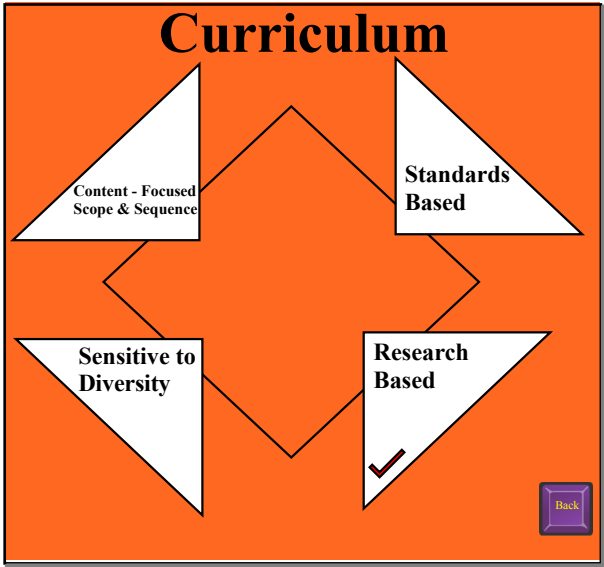 Curriculum
Content - Focused
Scope & Sequence
Standards
Based
Sensitive to
Diversity
Research
Based
Back